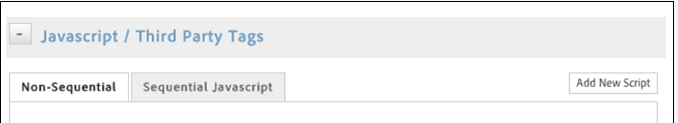 - Javascript / Third Party Tags
Non-Sequential Sequential Javascript Add New Script